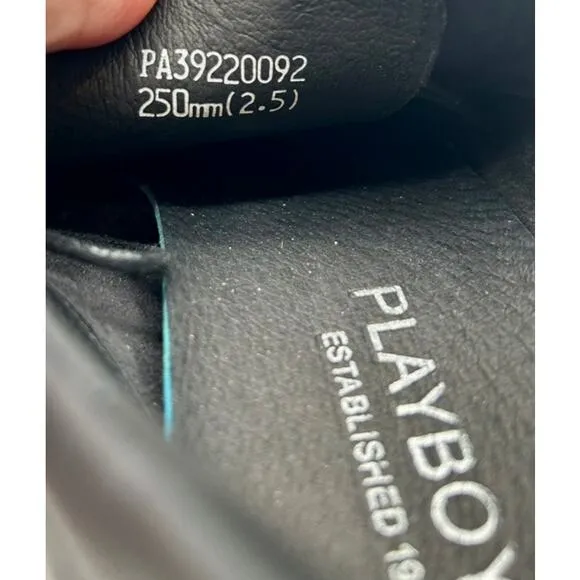 PA39220092
250mm(2.5)
PLAYBOY
ESTABLISHED 19